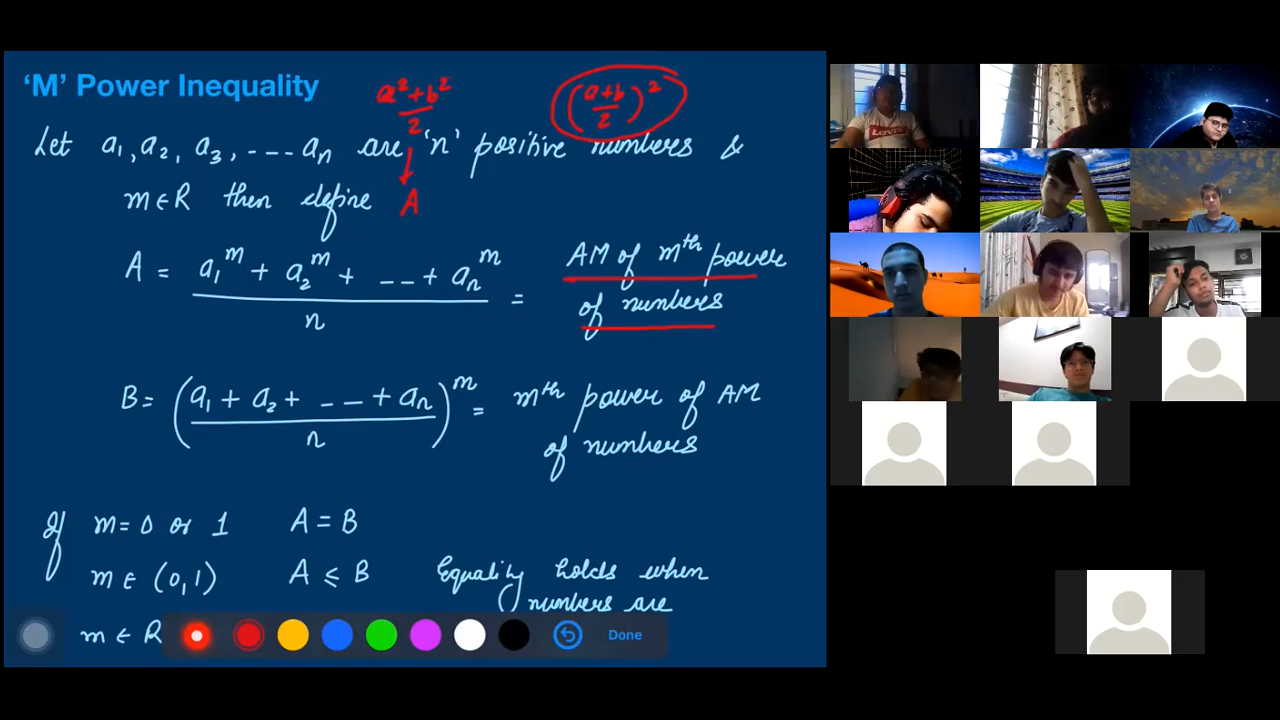 ‘M’ Power Inequality
a²+b²/2
(a+b/2)²
Let a₁, a₂, a₃, ---- aₙ are ‘n’ positive numbers &
m∈R then define
A
A = a₁ᵐ + a₂ᵐ + --- + aₙᵐ / n = AM of mᵗʰ power
of numbers
B = (a₁ + a₂ + --- + aₙ / n)ᵐ = mᵗʰ power of AM
of numbers
If m=0 or 1 A = B
m ∈ (0,1) A ≤ B Equality holds when
numbers are
m ∈ R
Done